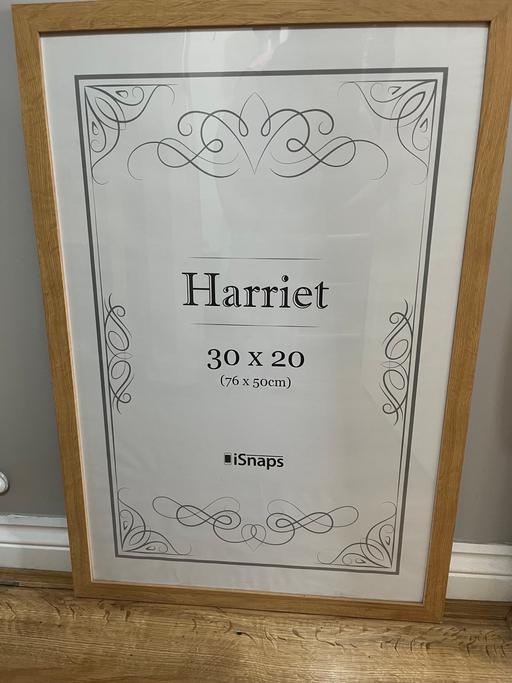 Harriet
30 x 20
(76 x 50cm)
iSnaps